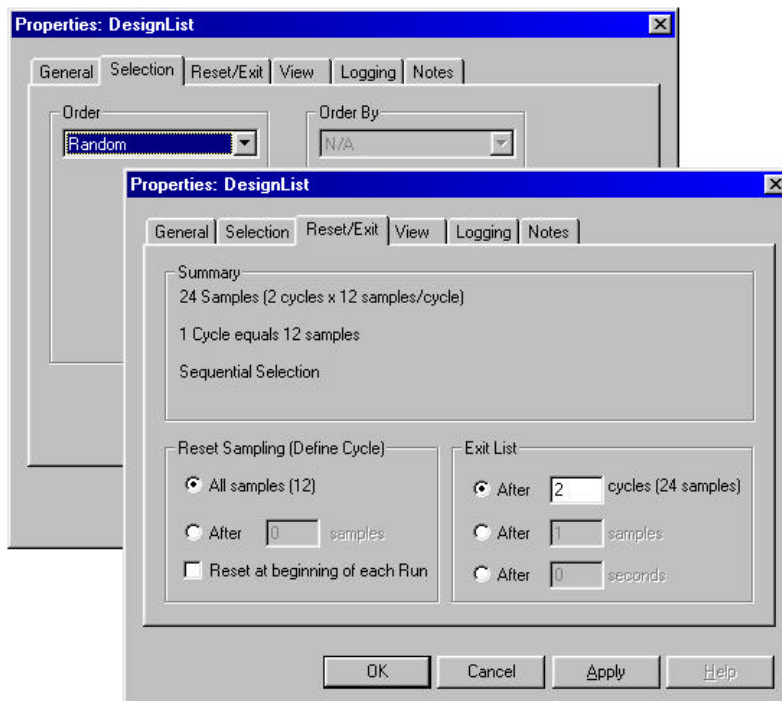 Properties: DesignList
General Selection Reset/Exit View Logging Notes
Order Order By
Random N/A
Properties: DesignList
General Selection Reset/Exit View Logging Notes
Summary
24 Samples (2 cycles x 12 samples/cycle)
1 Cycle equals 12 samples
Sequential Selection
Reset Sampling (Define Cycle) Exit List
All samples (12) After 2 cycles (24 samples)
After 0 samples After 1 samples
Reset at beginning of each Run After 0 seconds
OK Cancel Apply Help